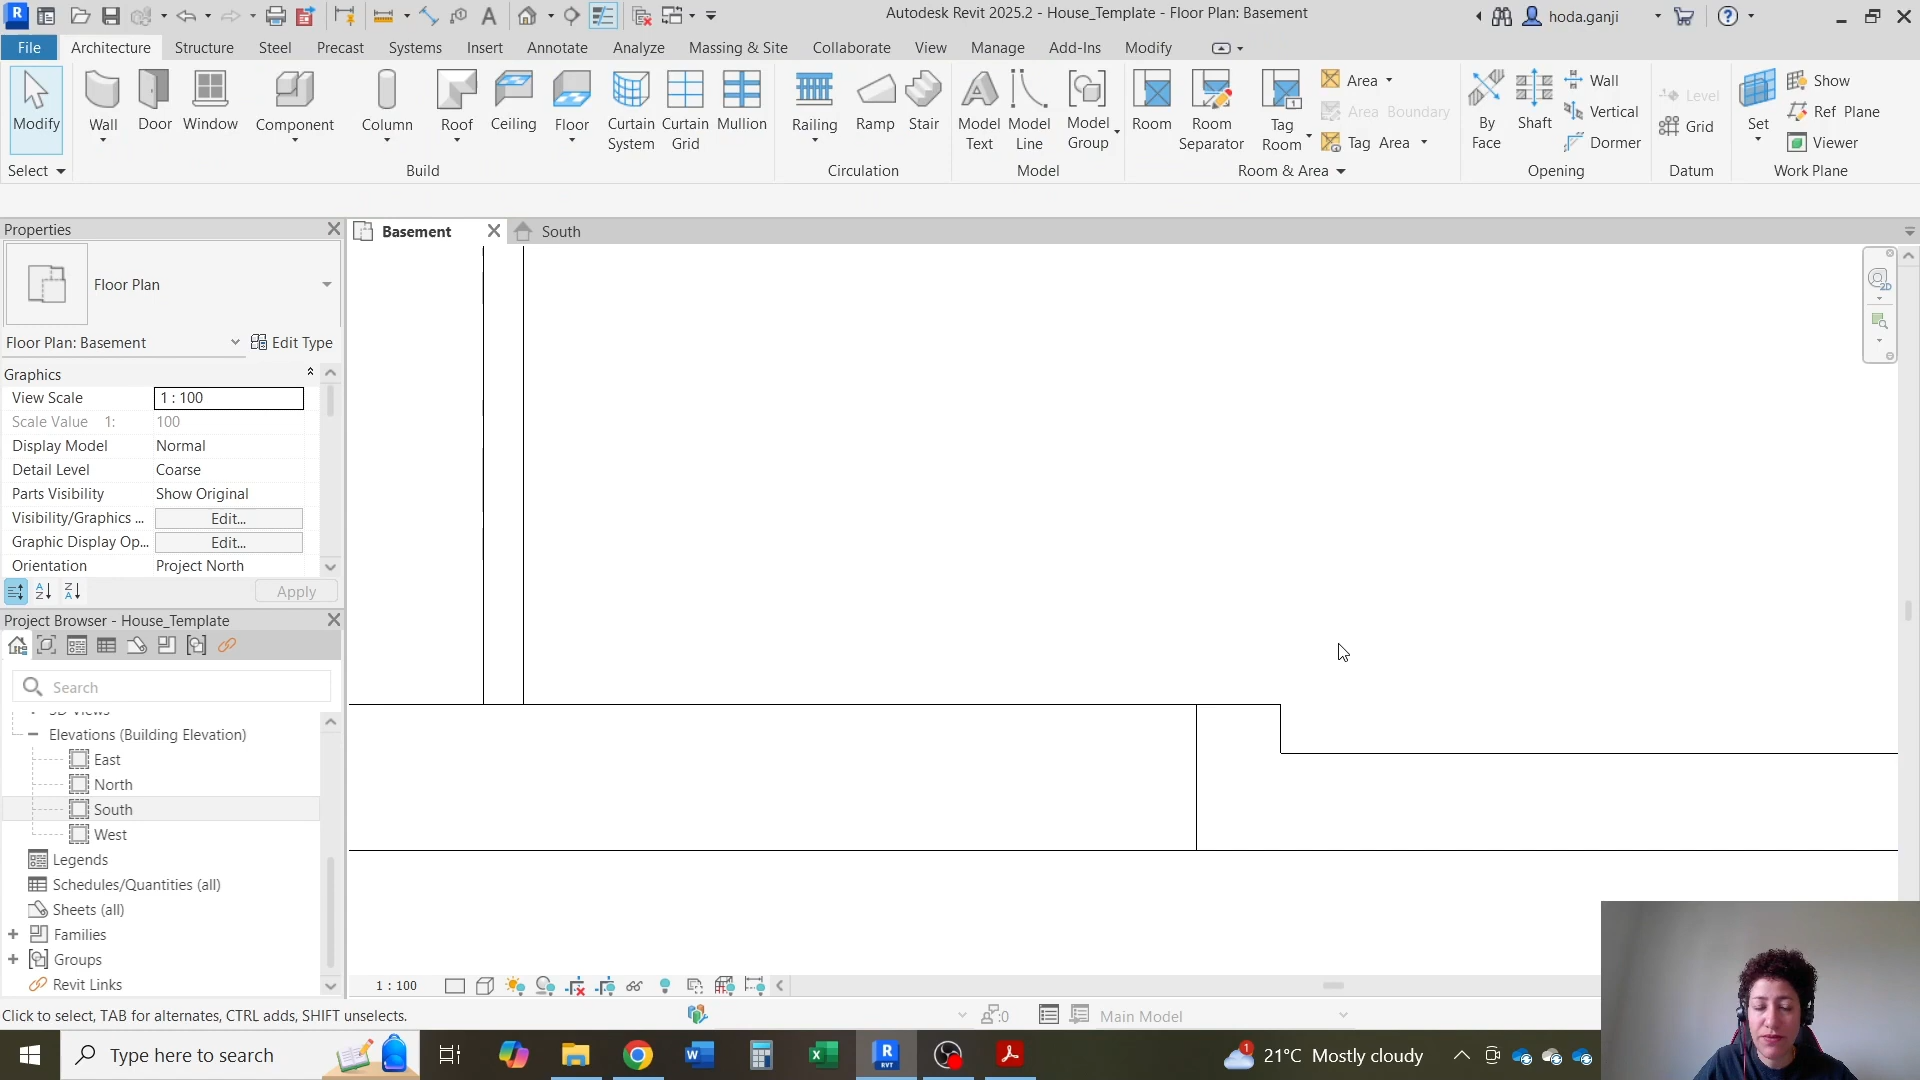 Autodesk Revit 2025.2 - House_Template - Floor Plan: Basement
hoda.ganji
File Architecture Structure Steel Precast Systems Insert Annotate Analyze Massing & Site Collaborate View Manage Add-Ins Modify
Modify
Wall
Door
Window
Component
Column
Roof
Ceiling
Floor
Curtain System
Curtain Grid
Mullion
Railing
Ramp
Stair
Model Text
Model Line
Model Group
Room
Room Separator
Tag Room
Area
Area Boundary
Tag Area
By Face
Shaft
Wall
Vertical
Dormer
Level
Grid
Set
Show
Ref Plane
Viewer
Select Build Circulation Model Room & Area Opening Datum Work Plane
Properties
Basement South
Floor Plan
Floor Plan: Basement Edit Type
Graphics
View Scale 1 : 100
Scale Value 1: 100
Display Model Normal
Detail Level Coarse
Parts Visibility Show Original
Visibility/Graphics ... Edit...
Graphic Display Op... Edit...
Orientation Project North
Apply
Project Browser - House_Template
Search
Elevations (Building Elevation)
East
North
South
West
Legends
Schedules/Quantities (all)
Sheets (all)
Families
Groups
Revit Links
1 : 100
Click to select, TAB for alternates, CTRL adds, SHIFT unselects.
:0
Main Model
Type here to search
21°C Mostly cloudy